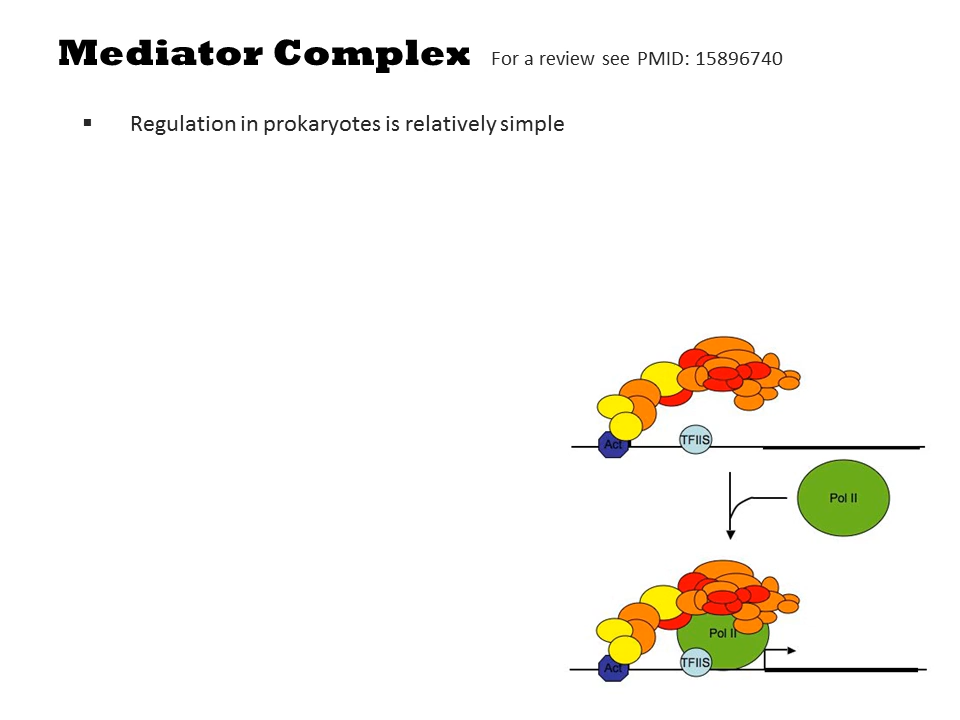 Mediator Complex For a review see PMID: 15896740
▪ Regulation in prokaryotes is relatively simple
Act
TFIIS
Pol II
Pol II
Act
TFIIS